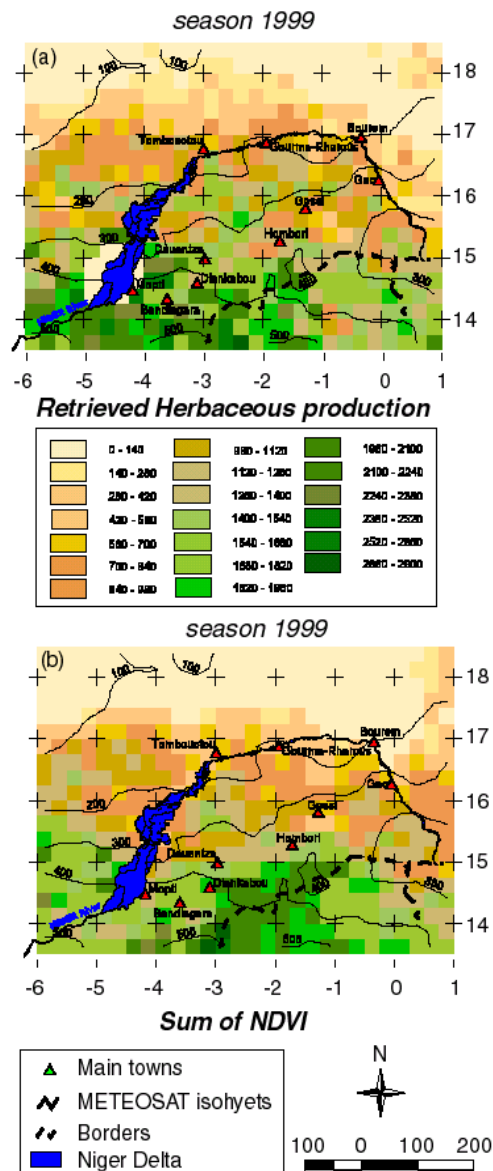 season 1999
(a)
100
100
18
17
16
15
14
Tombouctou
Gourma-Rharous
Bourem
Gao
Gossi
Hombori
200
300
400
Douentza
Diankabou
Mopti
Bandiagara
300
500
500
-6 -5 -4 -3 -2 -1 0 1
Retrieved Herbaceous production
0 - 140
140 - 280
280 - 420
420 - 560
560 - 700
700 - 840
840 - 980
980 - 1120
1120 - 1260
1260 - 1400
1400 - 1540
1540 - 1680
1680 - 1820
1820 - 1960
1960 - 2100
2100 - 2240
2240 - 2380
2380 - 2520
season 1999
(b)
100
100
18
17
16
15
14
Tombouctou
Gourma-Rharous
Bourem
Gao
Gossi
Hombori
200
300
400
Douentza
Diankabou
Mopti
Bandiagara
500
-6 -5 -4 -3 -2 -1 0 1
Sum of NDVI
Main towns
METEOSAT isohyets
Borders
Niger Delta
N
100 0 100 200